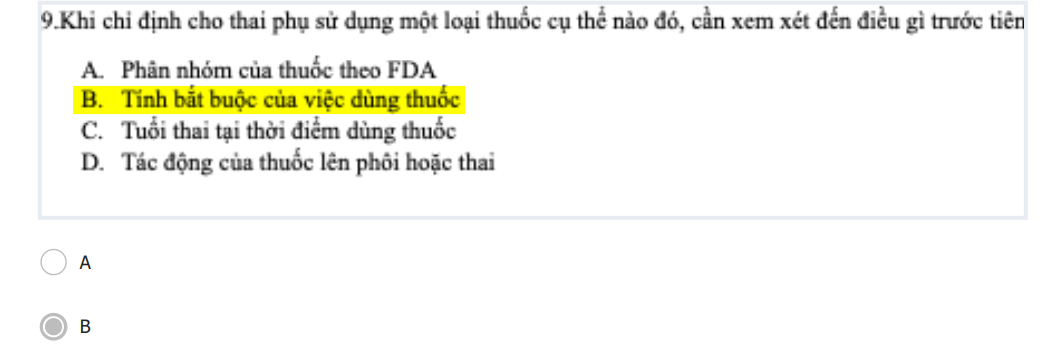 9.Khi chỉ định cho thai phụ sử dụng một loại thuốc cụ thể nào đó, cần xem xét đến điều gì trước tiên
A. Phân nhóm của thuốc theo FDA
B. Tính bắt buộc của việc dùng thuốc
C. Tuổi thai tại thời điểm dùng thuốc
D. Tác động của thuốc lên phôi hoặc thai
A
B